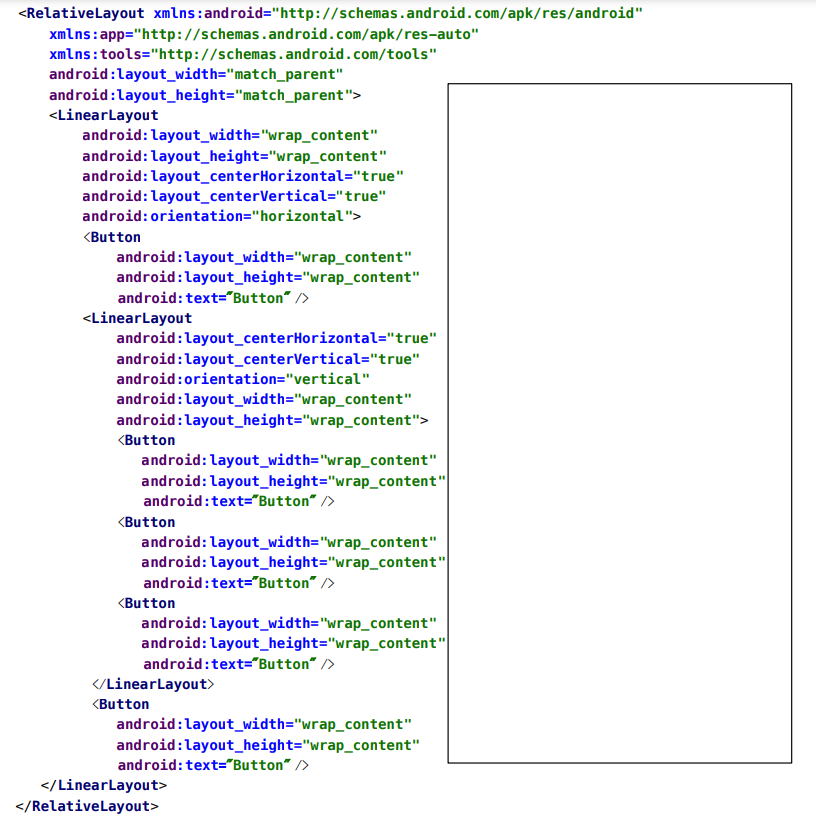 <RelativeLayout xmlns:android="http://schemas.android.com/apk/res/android"
xmlns:app="http://schemas.android.com/apk/res-auto"
xmlns:tools="http://schemas.android.com/tools"
android:layout_width="match_parent"
android:layout_height="match_parent">
<LinearLayout
android:layout_width="wrap_content"
android:layout_height="wrap_content"
android:layout_centerHorizontal="true"
android:layout_centerVertical="true"
android:orientation="horizontal">
<Button
android:layout_width="wrap_content"
android:layout_height="wrap_content"
android:text="Button" />
<LinearLayout
android:layout_centerHorizontal="true"
android:layout_centerVertical="true"
android:orientation="vertical"
android:layout_width="wrap_content"
android:layout_height="wrap_content">
<Button
android:layout_width="wrap_content"
android:layout_height="wrap_content"
android:text="Button" />
<Button
android:layout_width="wrap_content"
android:layout_height="wrap_content"
android:text="Button" />
<Button
android:layout_width="wrap_content"
android:layout_height="wrap_content"
android:text="Button" />
</LinearLayout>
<Button
android:layout_width="wrap_content"
android:layout_height="wrap_content"
android:text="Button" />
</LinearLayout>
</RelativeLayout>